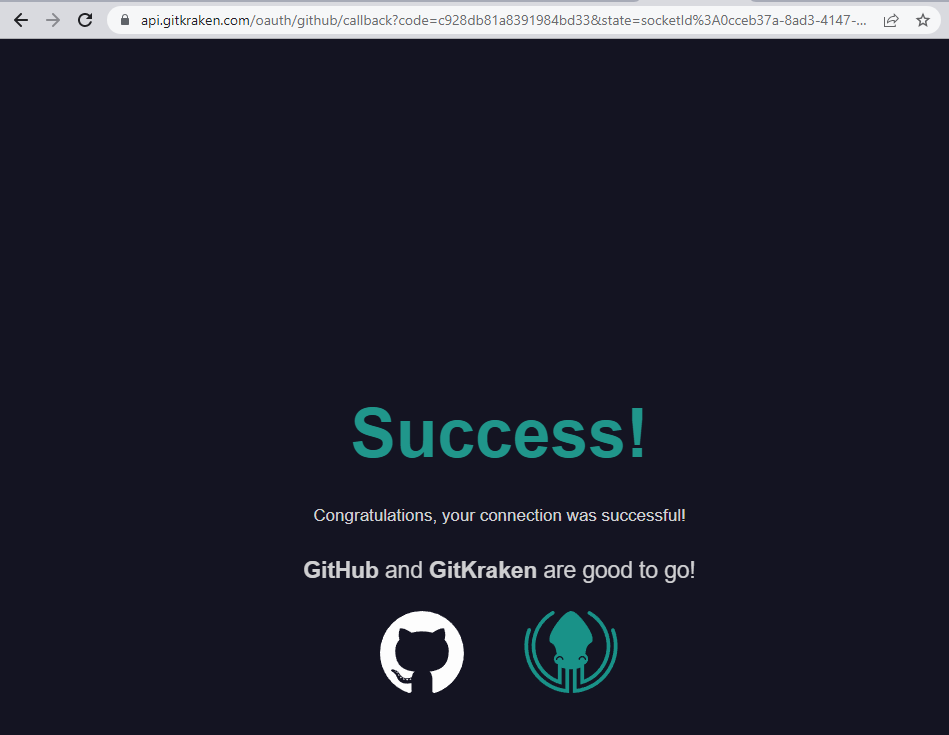 api.gitkraken.com/oauth/github/callback?code=c928db81a8391984bd33&state=socketId%3A0cceb37a-8ad3-4147-...
Success!
Congratulations, your connection was successful!
GitHub and GitKraken are good to go!